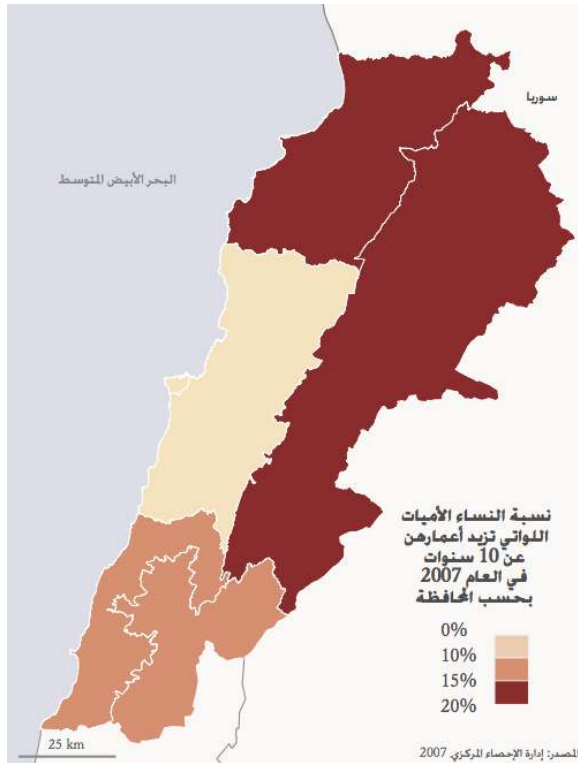 سوريا
البحر الأبيض المتوسط
نسبة النساء الأميات
اللواتي تزيد أعمارهن
عن 10 سنوات
في العام 2007
بحسب المحافظة
0%
10%
15%
20%
25 km
المصدر: إدارة الإحصاء المركزي 2007